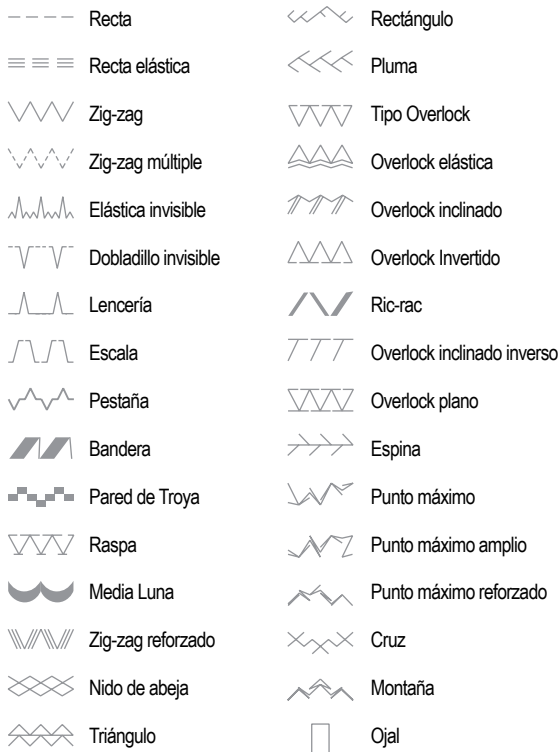 Recta
Recta elástica
Zig-zag
Zig-zag múltiple
Elástica invisible
Dobladillo invisible
Lencería
Escala
Pestaña
Bandera
Pared de Troya
Raspa
Media Luna
Zig-zag reforzado
Nido de abeja
Triángulo
Rectángulo
Pluma
Tipo Overlock
Overlock elástica
Overlock inclinado
Overlock Invertido
Ric-rac
Overlock inclinado inverso
Overlock plano
Espina
Punto máximo
Punto máximo amplio
Punto máximo reforzado
Cruz
Montaña
Ojal